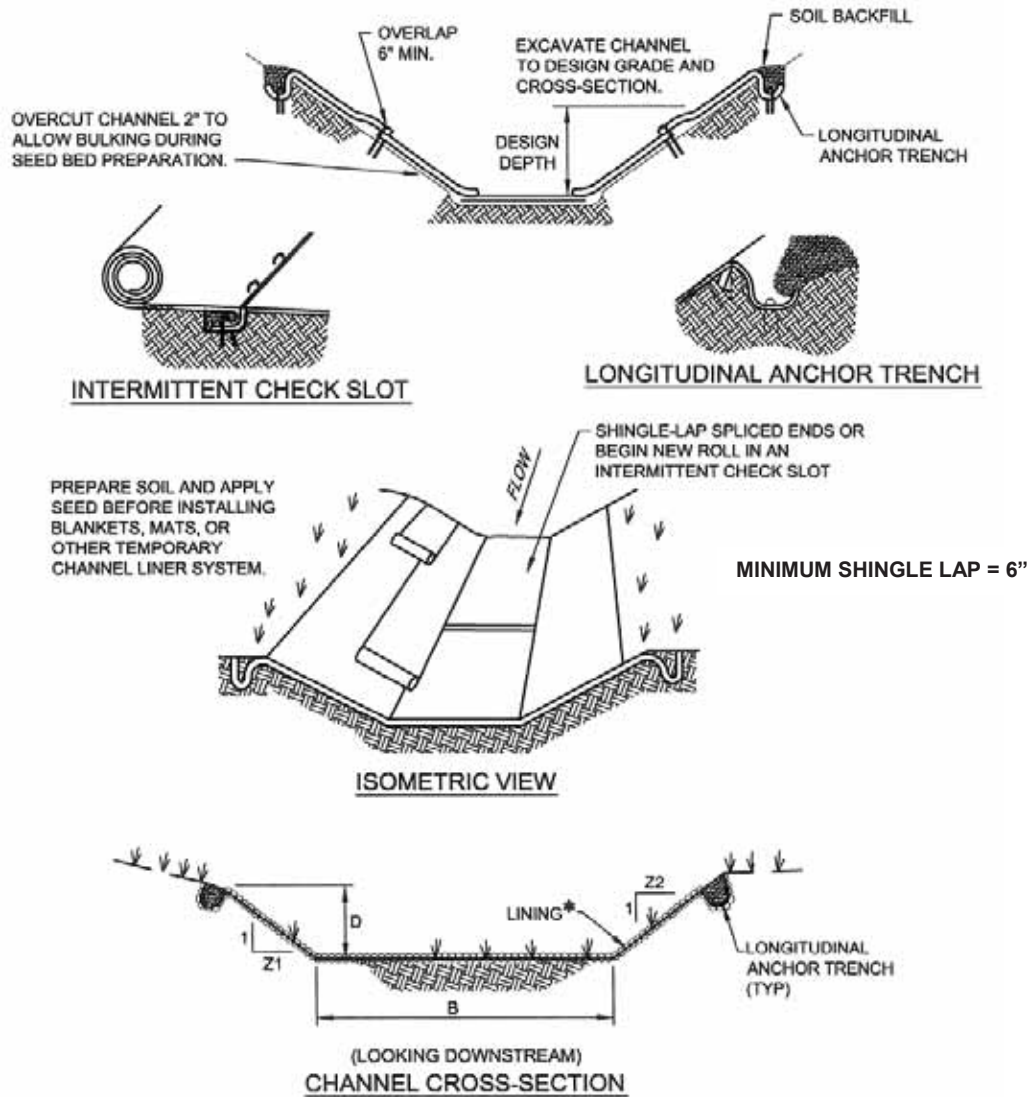 OVERLAP
6" MIN.
SOIL BACKFILL
EXCAVATE CHANNEL
TO DESIGN GRADE AND
CROSS-SECTION.
OVERCUT CHANNEL 2" TO
ALLOW BULKING DURING
SEED BED PREPARATION.
DESIGN
DEPTH
LONGITUDINAL
ANCHOR TRENCH
INTERMITTENT CHECK SLOT
LONGITUDINAL ANCHOR TRENCH
SHINGLE-LAP SPLICED ENDS OR
BEGIN NEW ROLL IN AN
INTERMITTENT CHECK SLOT
FLOW
PREPARE SOIL AND APPLY
SEED BEFORE INSTALLING
BLANKETS, MATS, OR
OTHER TEMPORARY
CHANNEL LINER SYSTEM.
MINIMUM SHINGLE LAP = 6”
ISOMETRIC VIEW
D
1
Z1
LINING*
1
Z2
LONGITUDINAL
ANCHOR TRENCH
(TYP)
B
(LOOKING DOWNSTREAM)
CHANNEL CROSS-SECTION